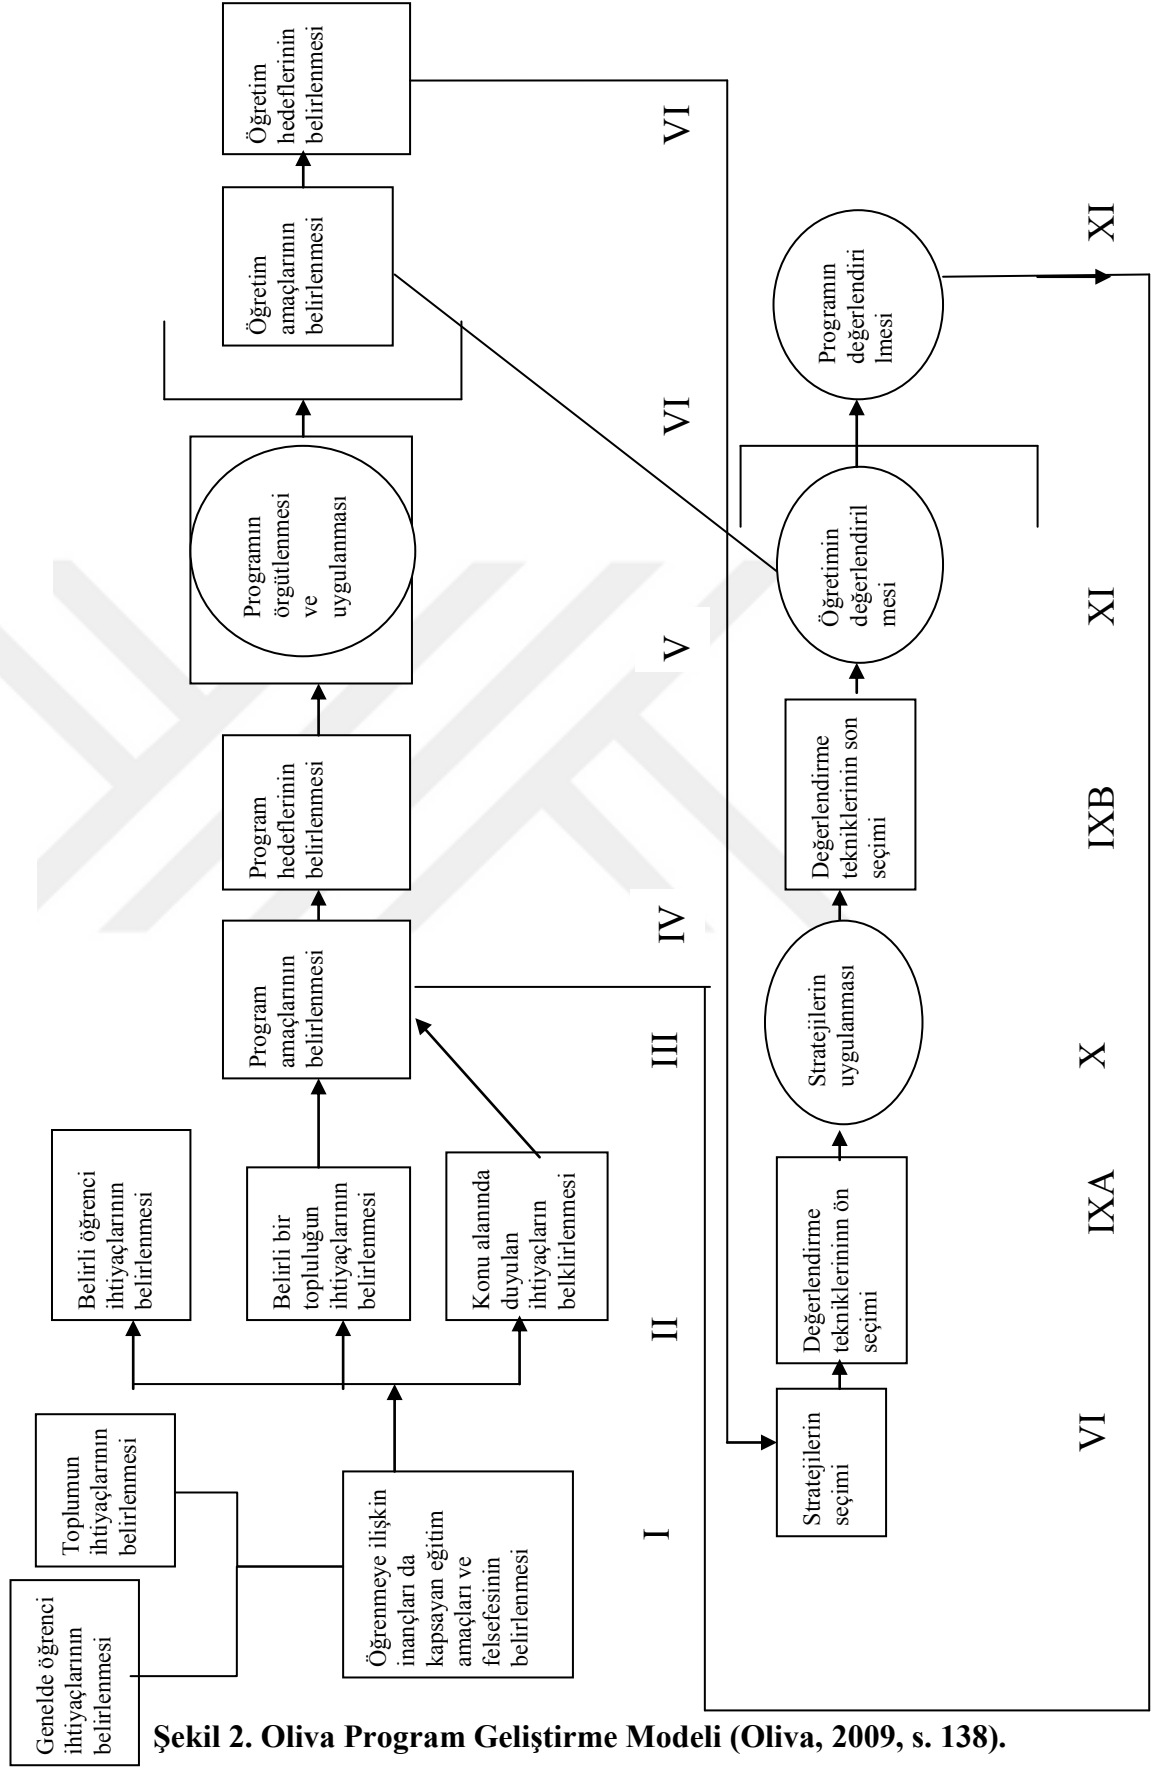 Genelde öğrenci
ihtiyaçlarının
belirlenmesi
Toplumun
ihtiyaçlarının
belirlenmesi
Öğrenmeye ilişkin
inançları da
kapsayan eğitim
amaçları ve
felsefesinin
belirlenmesi
Belirli öğrenci
ihtiyaçlarının
belirlenmesi
Belirli bir
topluluğun
ihtiyaçlarının
belirlenmesi
Konu alanında
duyulan
ihtiyaçların
belklirlenmesi
Program
amaçlarının
belirlenmesi
Program
hedeflerinin
belirlenmesi
Programın
örgütlenmesi
ve
uygulanması
Öğretim
amaçlarının
belirlenmesi
Öğretim
hedeflerinin
belirlenmesi
I
II
III
IV
V
VI
VI
Stratejilerin
seçimi
Değerlendirme
tekniklerinin ön
seçimi
Stratejilerin
uygulanması
Değerlendirme
tekniklerinin son
seçimi
Öğretimin
değerlendiril
mesi
Programın
değerlendiri
lmesi
VI
IXA
X
IXB
XI
XI
Şekil 2. Oliva Program Geliştirme Modeli (Oliva, 2009, s. 138).